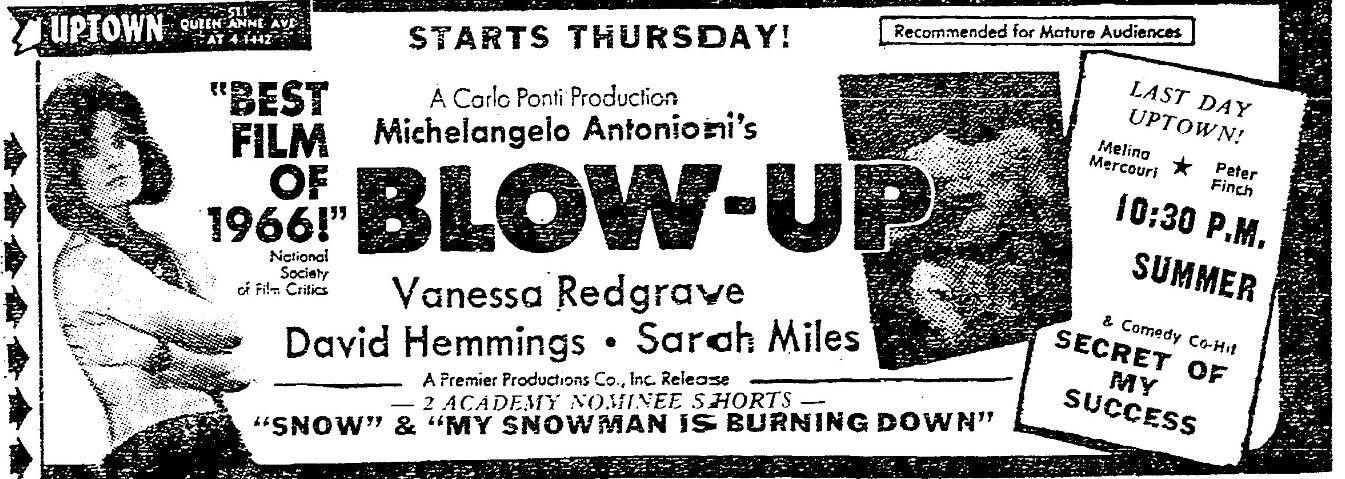 UPTOWN
511
QUEEN ANNE AVE
STARTS THURSDAY!
Recommended for Mature Audiences
"BEST
FILM
OF
1966!"
National
Society
of Film Critics
A Carlo Ponti Production
Michelangelo Antonioni's
BLOW-UP
Vanessa Redgrave
David Hemmings • Sarah Miles
A Premier Productions Co., Inc. Release
— 2 ACADEMY NOMINEE SHORTS —
"SNOW" & "MY SNOWMAN IS BURNING DOWN"
LAST DAY
UPTOWN!
Melina
Mercouri
★
Peter
Finch
10:30 P.M.
SUMMER
& Comedy Co-Hit
SECRET OF
MY
SUCCESS